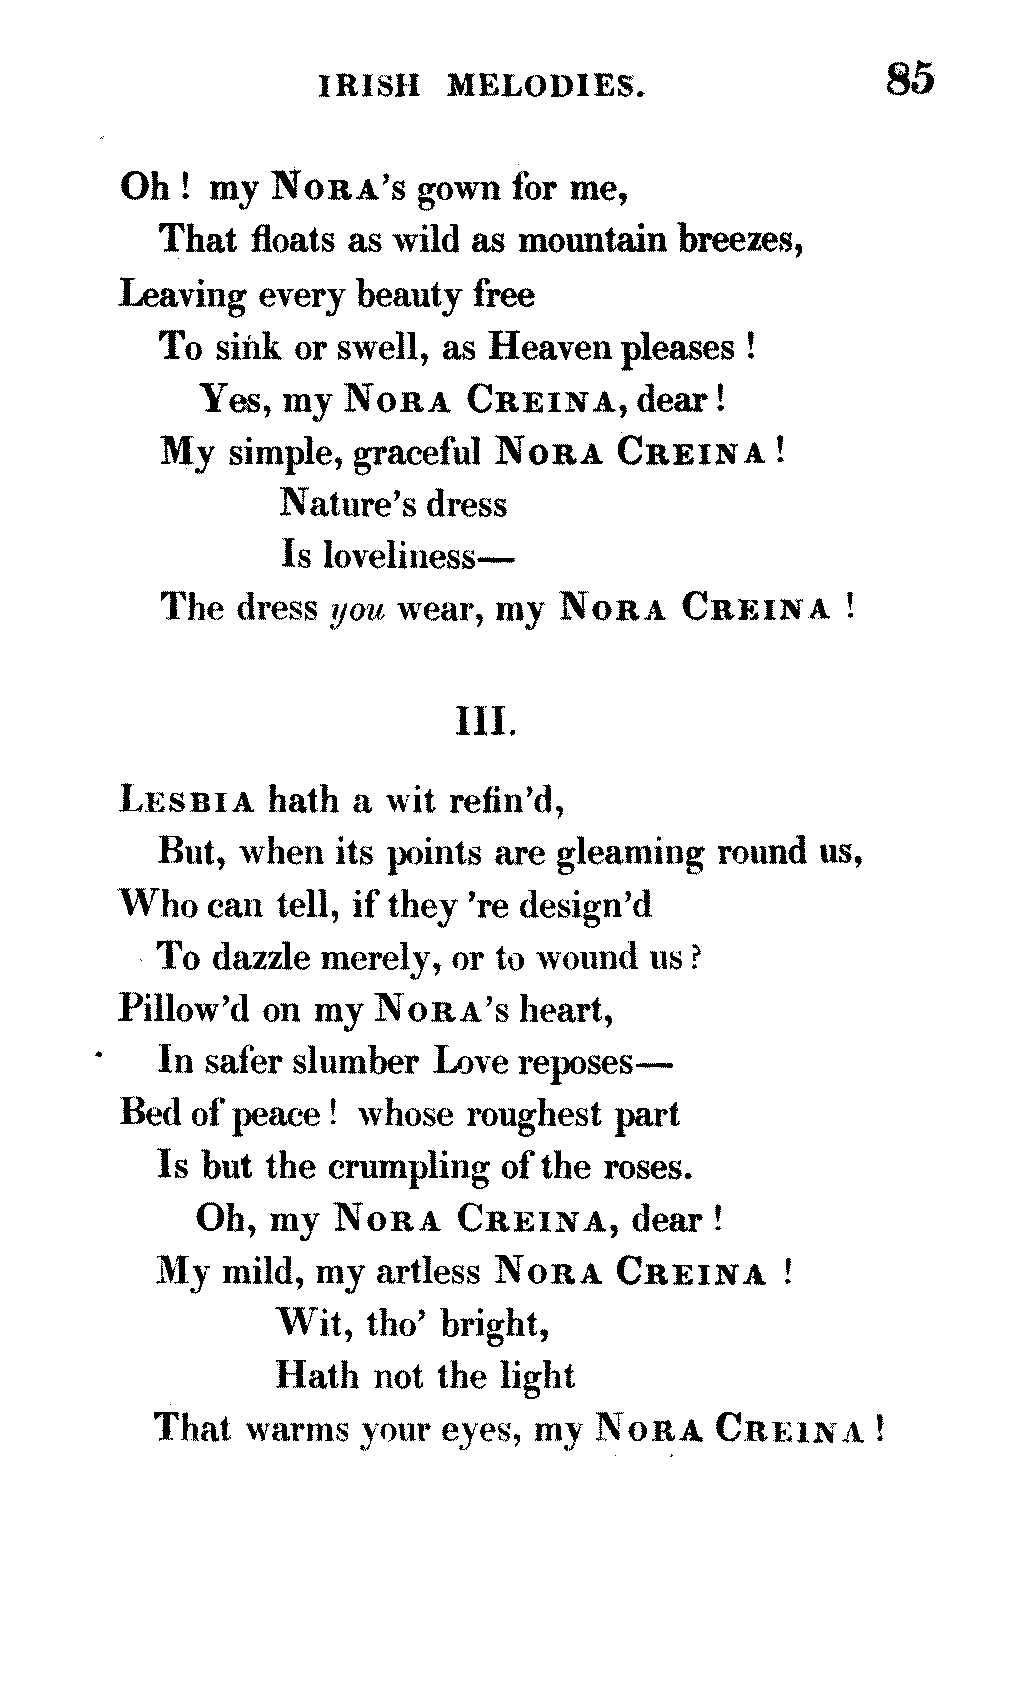 IRISH MELODIES. 85
Oh ! my NORA's gown for me,
That floats as wild as mountain breezes,
Leaving every beauty free
To sink or swell, as Heaven pleases !
Yes, my NORA CREINA, dear !
My simple, graceful NORA CREINA !
Nature's dress
Is loveliness—
The dress you wear, my NORA CREINA !
III.
LESBIA hath a wit refin'd,
But, when its points are gleaming round us,
Who can tell, if they 're design'd
To dazzle merely, or to wound us ?
Pillow'd on my NORA's heart,
In safer slumber Love reposes—
Bed of peace ! whose roughest part
Is but the crumpling of the roses.
Oh, my NORA CREINA, dear !
My mild, my artless NORA CREINA !
Wit, tho' bright,
Hath not the light
That warms your eyes, my NORA CREINA !